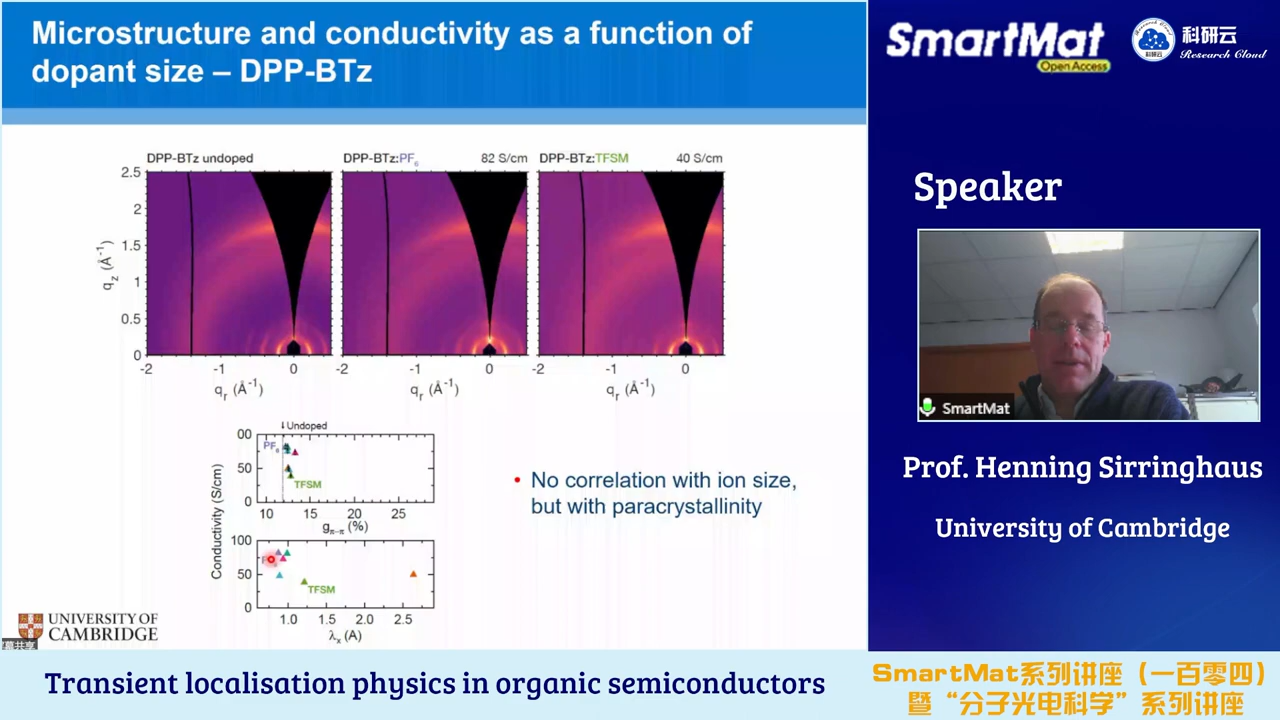 Microstructure and conductivity as a function of
dopant size – DPP-BTz
DPP-BTz undoped
DPP-BTz:PF6 82 S/cm
DPP-BTz:TFSM 40 S/cm
2.5
2
1.5
1
0.5
0
qz (Å-1)
-2 -1 0
-2 -1 0
-2 -1 0
qr (Å-1)
qr (Å-1)
qr (Å-1)
↓Undoped
00
50
0
PF6
TFSM
10 15 20 25
gπ-π (%)
Conductivity (S/cm)
100
50
0
TFSM
1.0 1.5 2.0 2.5
λx (A)
• No correlation with ion size,
but with paracrystallinity
UNIVERSITY OF
CAMBRIDGE
SmartMat
Open Access
科研云
科研云
Research Cloud
Speaker
SmartMat
Prof. Henning Sirringhaus
University of Cambridge
Transient localisation physics in organic semiconductors
SmartMat系列讲座（一百零四）
暨“分子光电科学”系列讲座